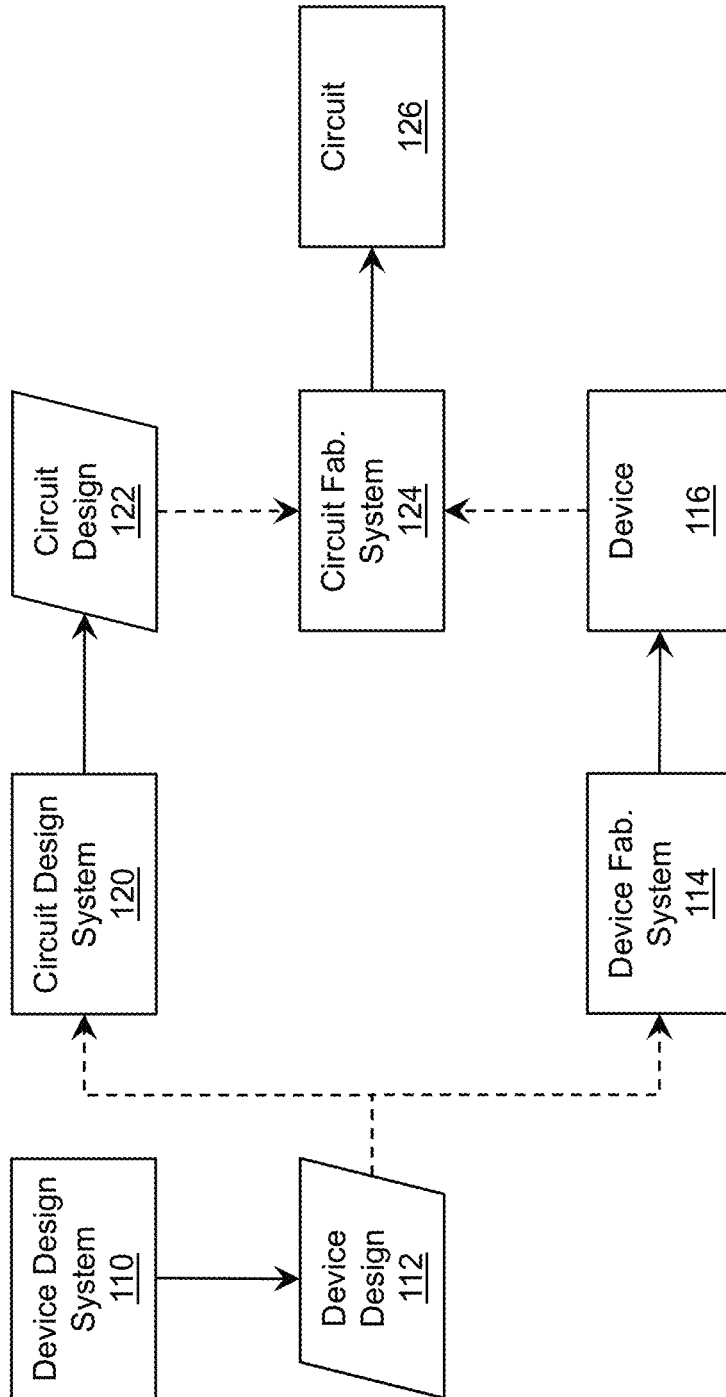 Device Design
System
110
Device
Design
112
Circuit Design
System
120
Device Fab.
System
114
Circuit
Design
122
Circuit Fab.
System
124
Device
116
Circuit
126